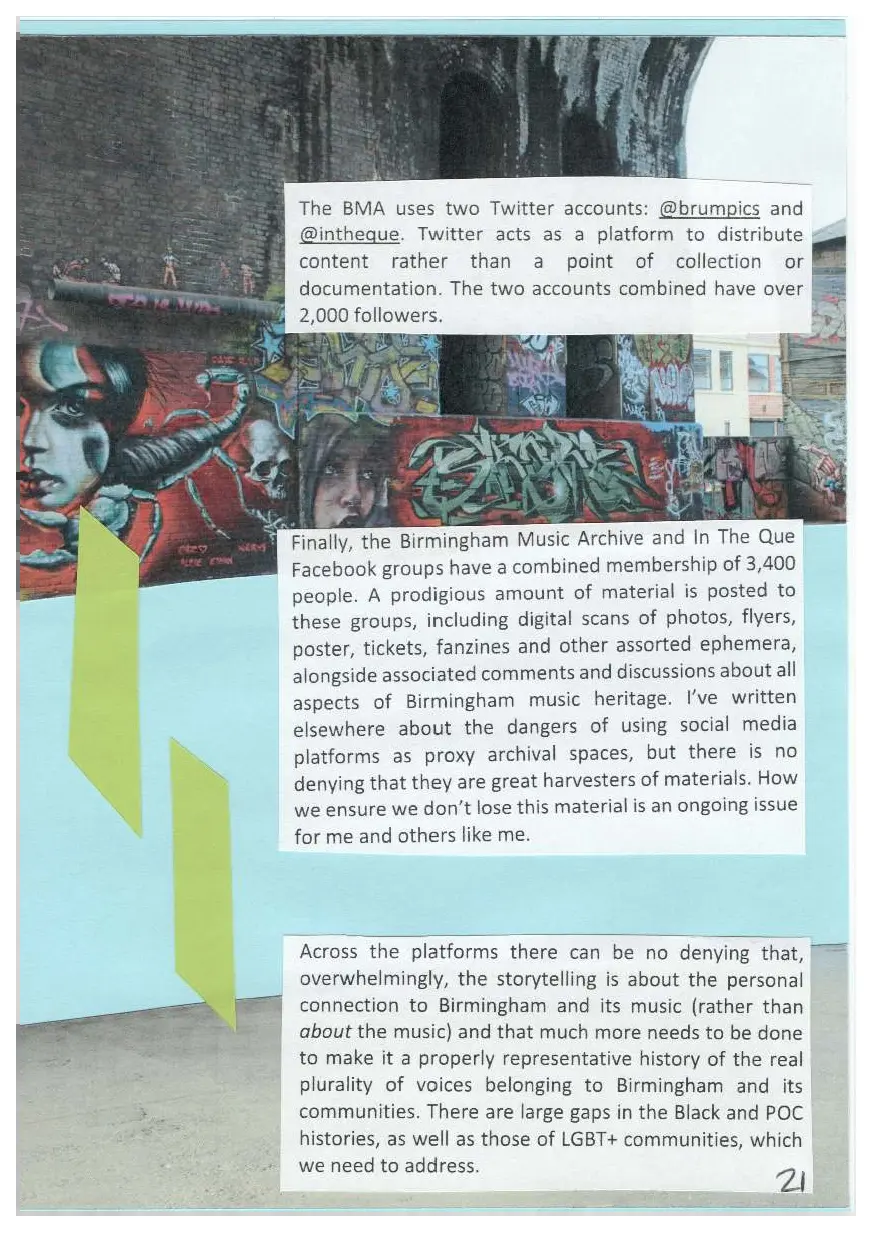 The BMA uses two Twitter accounts: @brumpics and
@intheque. Twitter acts as a platform to distribute
content rather than a point of collection or
documentation. The two accounts combined have over
2,000 followers.
Finally, the Birmingham Music Archive and In The Que
Facebook groups have a combined membership of 3,400
people. A prodigious amount of material is posted to
these groups, including digital scans of photos, flyers,
poster, tickets, fanzines and other assorted ephemera,
alongside associated comments and discussions about all
aspects of Birmingham music heritage. I've written
elsewhere about the dangers of using social media
platforms as proxy archival spaces, but there is no
denying that they are great harvesters of materials. How
we ensure we don't lose this material is an ongoing issue
for me and others like me.
Across the platforms there can be no denying that,
overwhelmingly, the storytelling is about the personal
connection to Birmingham and its music (rather than
about the music) and that much more needs to be done
to make it a properly representative history of the real
plurality of voices belonging to Birmingham and its
communities. There are large gaps in the Black and POC
histories, as well as those of LGBT+ communities, which
we need to address.
21